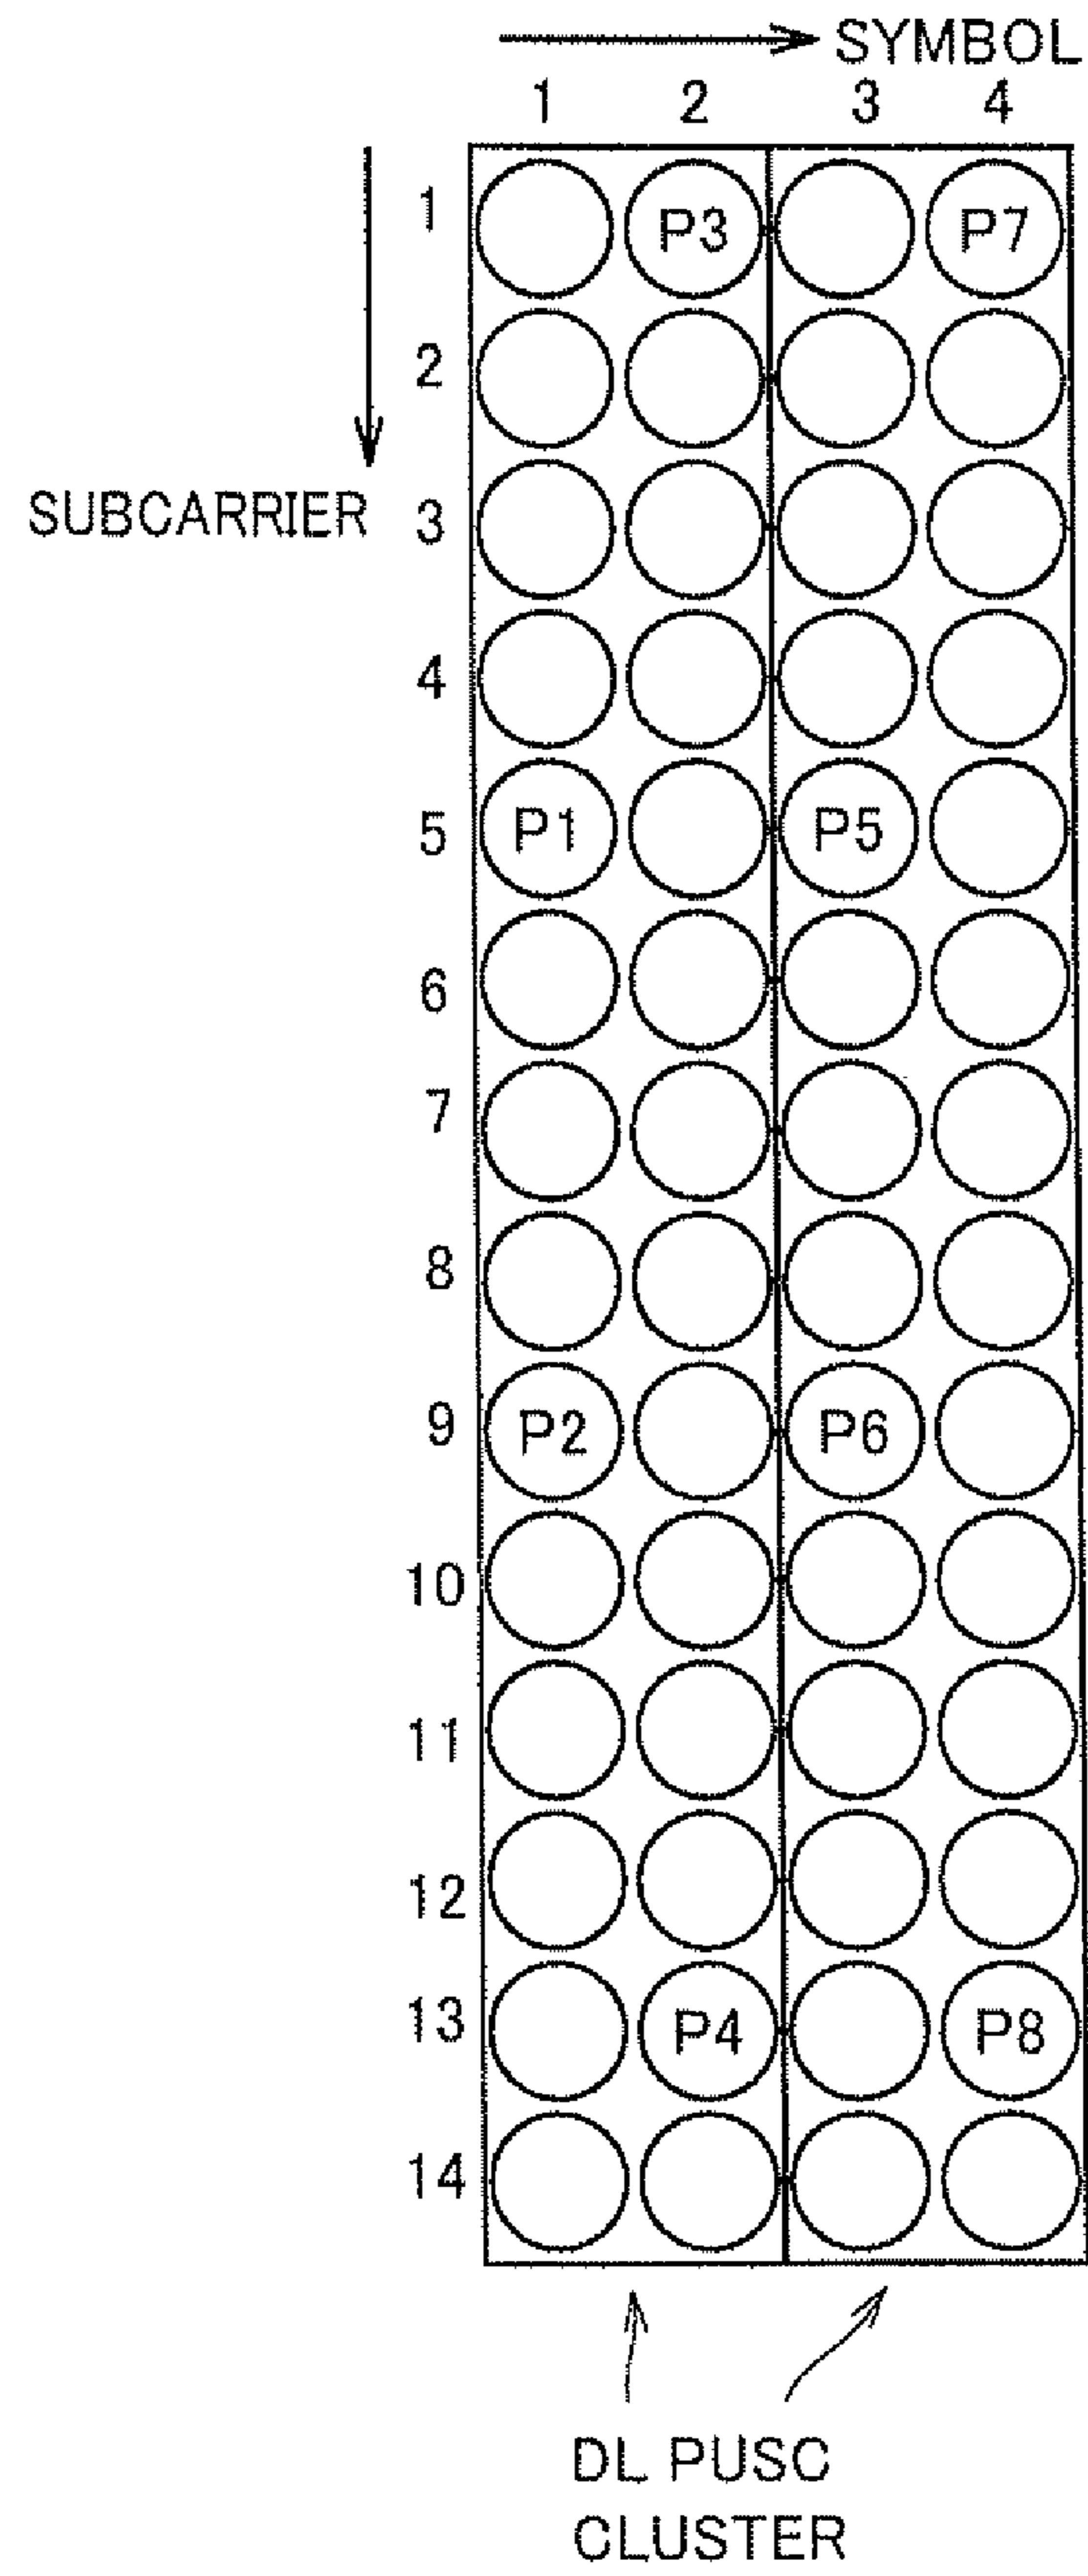 SYMBOL
1 2 3 4
1 P3 P7
2
SUBCARRIER 3
4
5 P1 P5
6
7
8
9 P2 P6
10
11
12
13 P4 P8
14
DL PUSC
CLUSTER